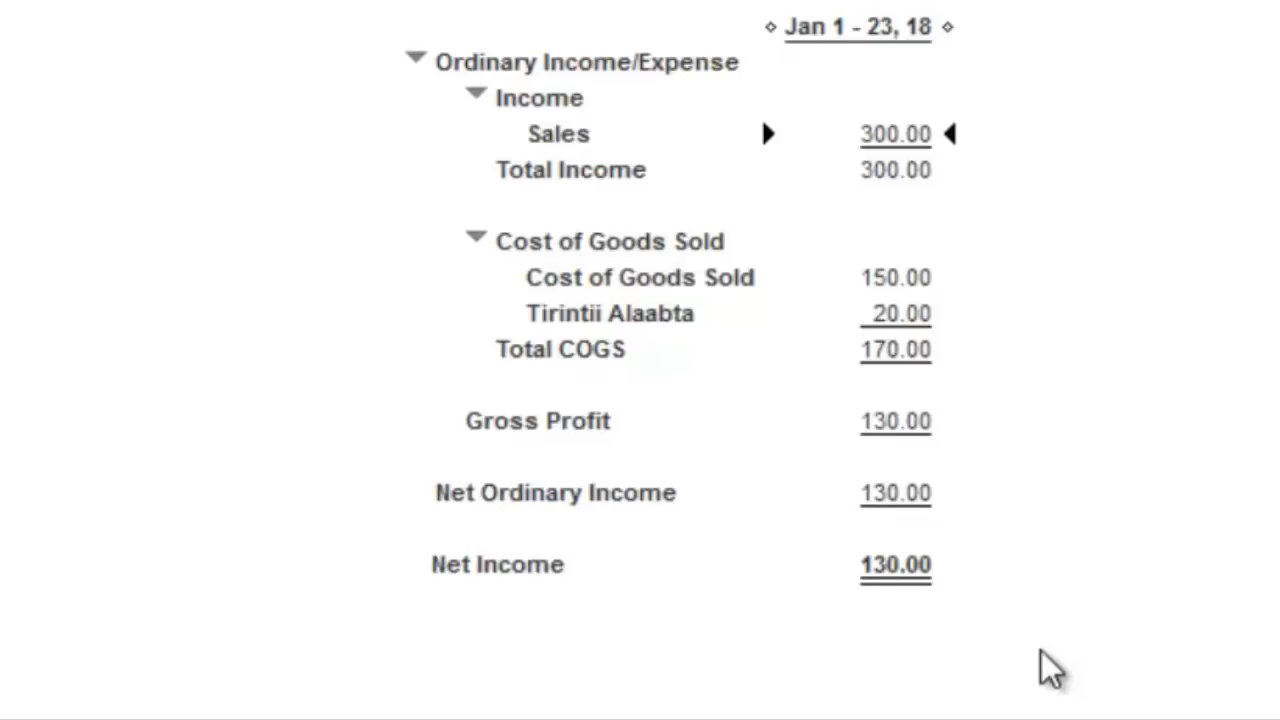 Jan 1 - 23, 18
Ordinary Income/Expense
Income
Sales 300.00
Total Income 300.00
Cost of Goods Sold
Cost of Goods Sold 150.00
Tirintii Alaabta 20.00
Total COGS 170.00
Gross Profit 130.00
Net Ordinary Income 130.00
Net Income 130.00